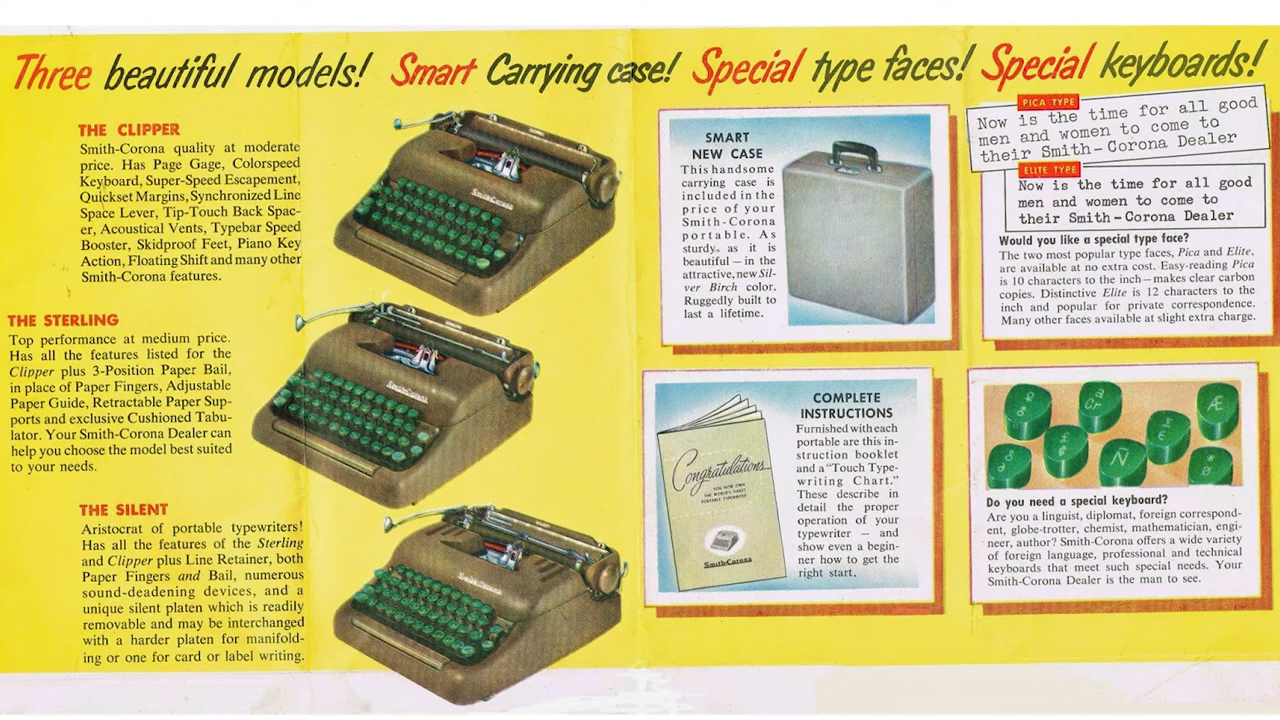 Three beautiful models! Smart Carrying case! Special type faces! Special keyboards!
THE CLIPPER
Smith-Corona quality at moderate
price. Has Page Gage, Colorspeed
Keyboard, Super-Speed Escapement,
Quickset Margins, Synchronized Line
Space Lever, Tip-Touch Back Spac-
er, Acoustical Vents, Typebar Speed
Booster, Skidproof Feet, Piano Key
Action, Floating Shift and many other
Smith-Corona features.
THE STERLING
Top performance at medium price.
Has all the features listed for the
Clipper plus 3-Position Paper Bail,
in place of Paper Fingers, Adjustable
Paper Guide, Retractable Paper Sup-
ports and exclusive Cushioned Tabu-
lator. Your Smith-Corona Dealer can
help you choose the model best suited
to your needs.
THE SILENT
Aristocrat of portable typewriters!
Has all the features of the Sterling
and Clipper plus Line Retainer, both
Paper Fingers and Bail, numerous
sound-deadening devices, and a
unique silent platen which is readily
removable and may be interchanged
with a harder platen for manifold-
ing or one for card or label writing.
Smith-Corona
Smith-Corona
Smith-Corona
SMART
NEW CASE
This handsome
carrying case is
included in the
price of your
Smith-Corona
portable. As
sturdy as it is
beautiful — in the
attractive, new Sil-
ver Birch color.
Ruggedly built to
last a lifetime.
COMPLETE
INSTRUCTIONS
Furnished with each
portable are this in-
struction booklet
and a "Touch Type-
writing Chart."
These describe in
detail the proper
operation of your
typewriter — and
show even a begin-
ner how to get the
right start.
Congratulations
YOU NOW OWN
THE WORLD'S FINEST
PORTABLE TYPEWRITER
Smith-Corona
PICA TYPE
Now is the time for all good
men and women to come to
their Smith-Corona Dealer
ELITE TYPE
Now is the time for all good
men and women to come to
their Smith-Corona Dealer
Would you like a special type face?
The two most popular type faces, Pica and Elite,
are available at no extra cost. Easy-reading Pica
is 10 characters to the inch—makes clear carbon
copies. Distinctive Elite is 12 characters to the
inch and popular for private correspondence.
Many other faces available at slight extra charge.
Cr
Æ
Ñ
Do you need a special keyboard?
Are you a linguist, diplomat, foreign correspond-
ent, globe-trotter, chemist, mathematician, engi-
neer, author? Smith-Corona offers a wide variety
of foreign language, professional and technical
keyboards that meet such special needs. Your
Smith-Corona Dealer is the man to see.